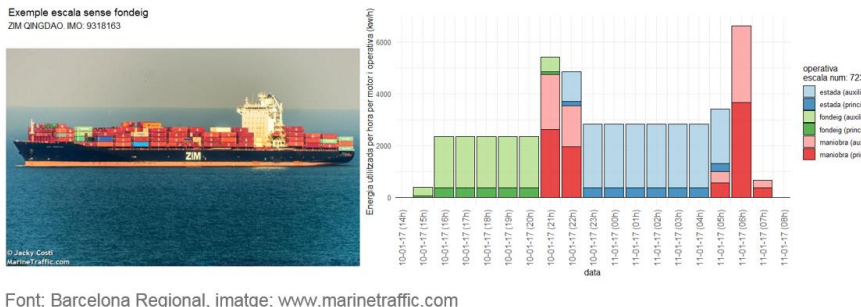 Exemple escala sense fondeig
ZIM QINGDAO. IMO: 9318163
ZIM
© Jacky Costi
MarineTraffic.com
Energia utilitzada per hora per motor i operativa (kw/h)
6000
4000
2000
0
10-01-17 (14h)
10-01-17 (15h)
10-01-17 (16h)
10-01-17 (17h)
10-01-17 (18h)
10-01-17 (19h)
10-01-17 (20h)
10-01-17 (21h)
10-01-17 (22h)
10-01-17 (23h)
11-01-17 (00h)
11-01-17 (01h)
11-01-17 (02h)
11-01-17 (03h)
11-01-17 (04h)
11-01-17 (05h)
11-01-17 (06h)
11-01-17 (07h)
11-01-17 (08h)
data
operativa
escala num: 723
estada (auxili
estada (princ
fondeig (auxil
fondeig (princ
maniobra (aux
maniobra (pri
Font: Barcelona Regional, imatge: www.marinetraffic.com